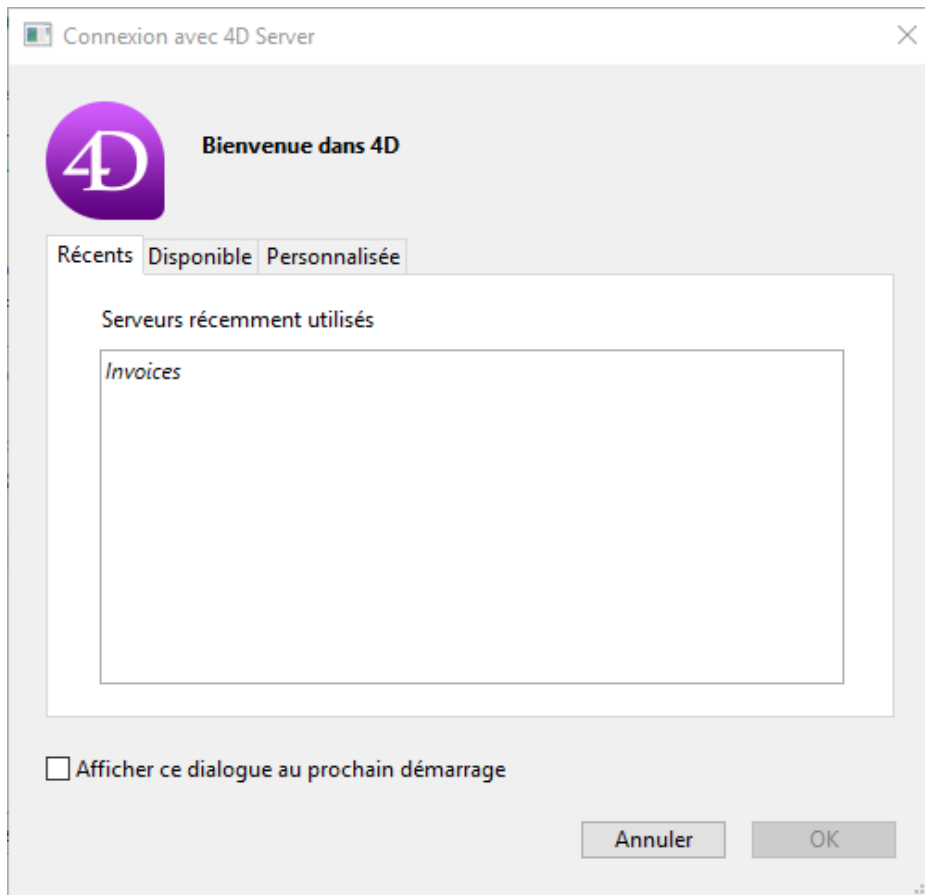 Connexion avec 4D Server
4D
Bienvenue dans 4D
Récents Disponible Personnalisée
Serveurs récemment utilisés
Invoices
Afficher ce dialogue au prochain démarrage
Annuler OK